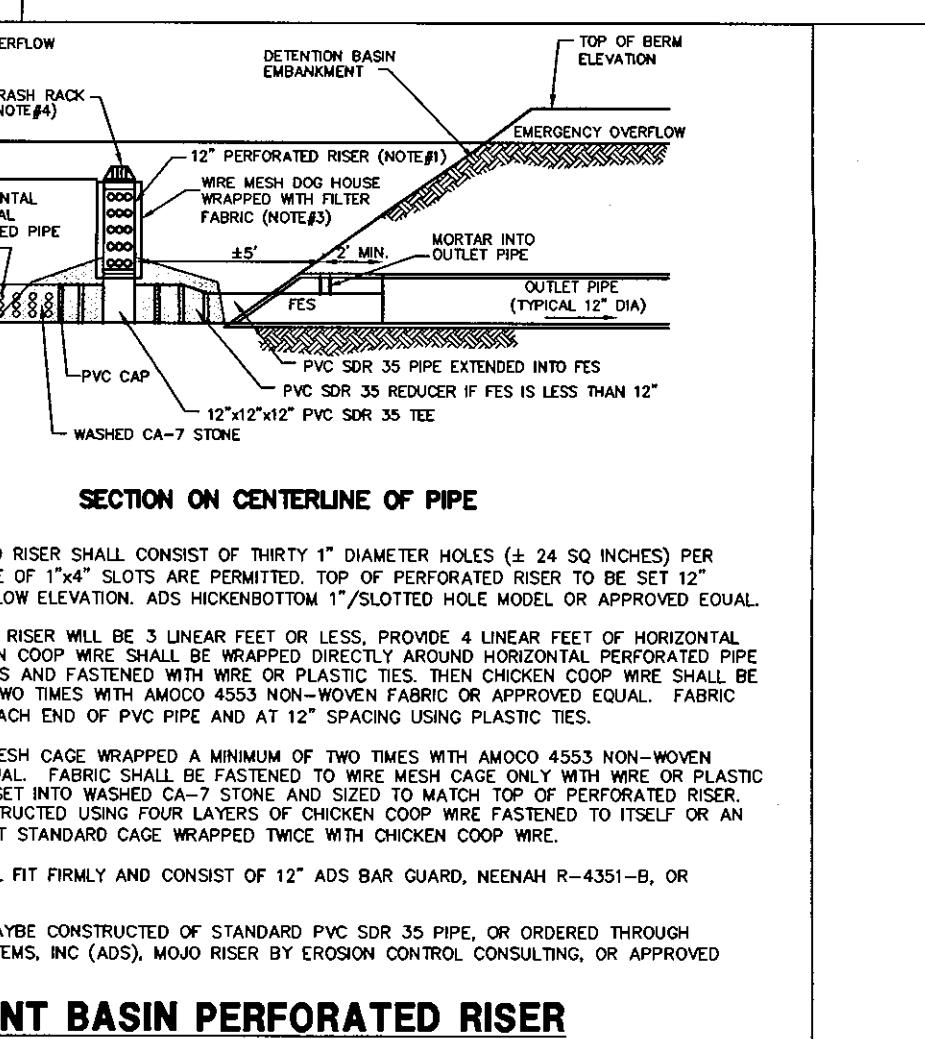 ERFLOW
DETENTION BASIN
EMBANKMENT
TOP OF BERM
ELEVATION
RASH RACK
NOTE#4)
EMERGENCY OVERFLOW
12" PERFORATED RISER (NOTE#1)
WIRE MESH DOG HOUSE
WRAPPED WITH FILTER
FABRIC (NOTE#3)
NTAL
AL
ED PIPE
±5'
2' MIN.
MORTAR INTO
OUTLET PIPE
FES
OUTLET PIPE
(TYPICAL 12" DIA)
PVC SDR 35 PIPE EXTENDED INTO FES
PVC CAP
PVC SDR 35 REDUCER IF FES IS LESS THAN 12"
12"x12"x12" PVC SDR 35 TEE
WASHED CA-7 STONE
SECTION ON CENTERLINE OF PIPE
D RISER SHALL CONSIST OF THIRTY 1" DIAMETER HOLES (± 24 SQ INCHES) PER
E OF 1"x4" SLOTS ARE PERMITTED. TOP OF PERFORATED RISER TO BE SET 12"
LOW ELEVATION. ADS HICKENBOTTOM 1"/SLOTTED HOLE MODEL OR APPROVED EQUAL.
RISER WILL BE 3 LINEAR FEET OR LESS, PROVIDE 4 LINEAR FEET OF HORIZONTAL
N COOP WIRE SHALL BE WRAPPED DIRECTLY AROUND HORIZONTAL PERFORATED PIPE
S AND FASTENED WITH WIRE OR PLASTIC TIES. THEN CHICKEN COOP WIRE SHALL BE
WO TIMES WITH AMOCO 4553 NON-WOVEN FABRIC OR APPROVED EQUAL. FABRIC
ACH END OF PVC PIPE AND AT 12" SPACING USING PLASTIC TIES.
ESH CAGE WRAPPED A MINIMUM OF TWO TIMES WITH AMOCO 4553 NON-WOVEN
UAL. FABRIC SHALL BE FASTENED TO WIRE MESH CAGE ONLY WITH WIRE OR PLASTIC
SET INTO WASHED CA-7 STONE AND SIZED TO MATCH TOP OF PERFORATED RISER.
TRUCTED USING FOUR LAYERS OF CHICKEN COOP WIRE FASTENED TO ITSELF OR AN
T STANDARD CAGE WRAPPED TWICE WITH CHICKEN COOP WIRE.
L FIT FIRMLY AND CONSIST OF 12" ADS BAR GUARD, NEENAH R-4351-B, OR
AYBE CONSTRUCTED OF STANDARD PVC SDR 35 PIPE, OR ORDERED THROUGH
TEMS, INC (ADS), MOJO RISER BY EROSION CONTROL CONSULTING, OR APPROVED
NT BASIN PERFORATED RISER